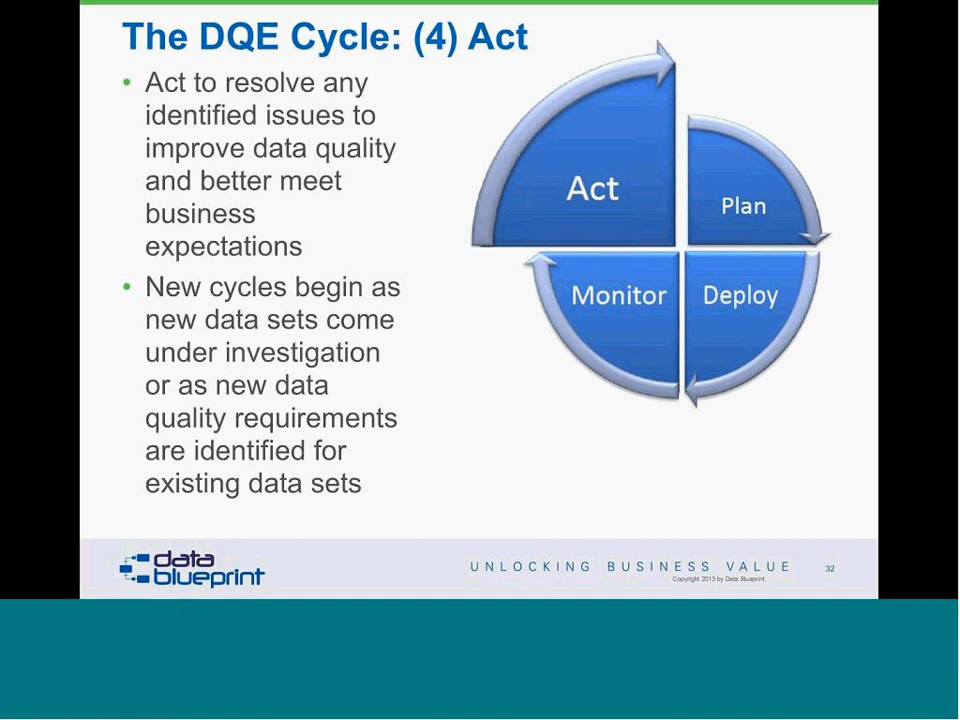 The DQE Cycle: (4) Act
• Act to resolve any
identified issues to
improve data quality
and better meet
business
expectations
• New cycles begin as
new data sets come
under investigation
or as new data
quality requirements
are identified for
existing data sets
Act
Plan
Monitor
Deploy
data
blueprint
UNLOCKING BUSINESS VALUE
32
Copyright 2013 by Data Blueprint